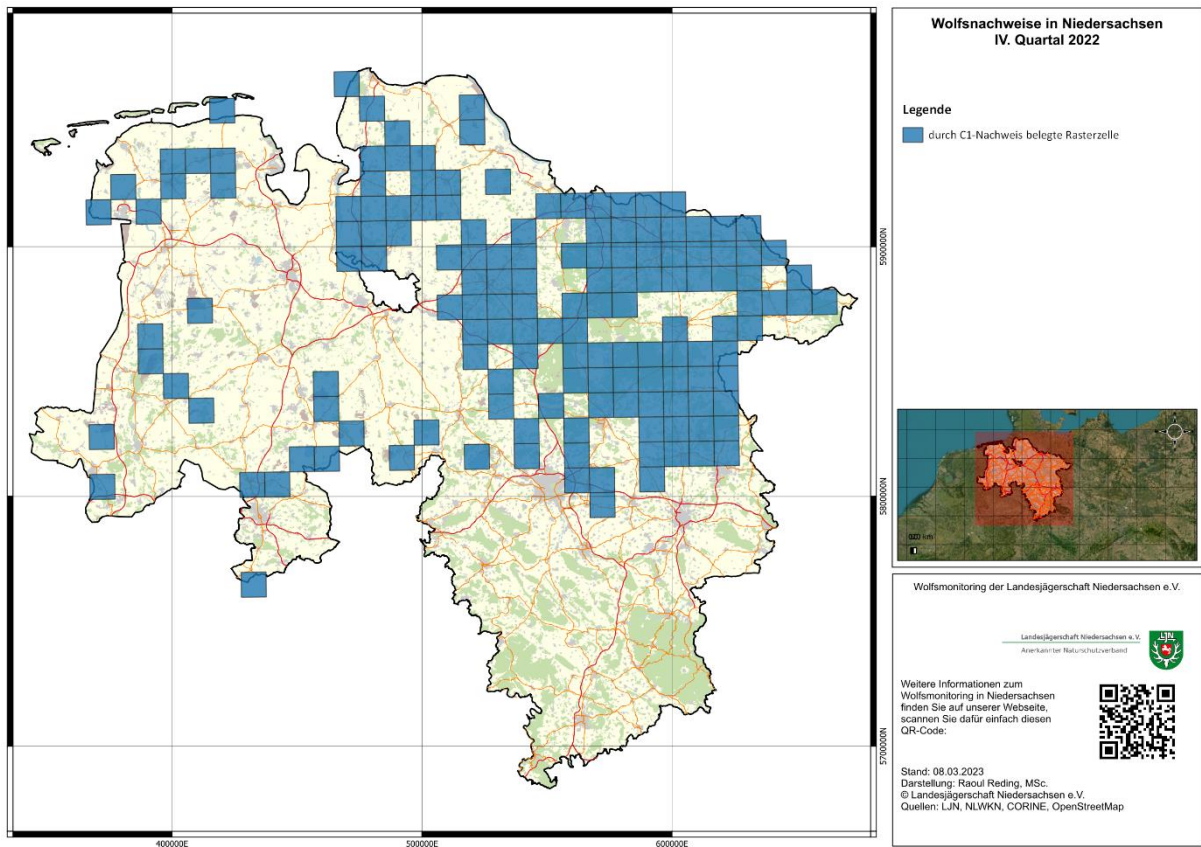 Wolfsnachweise in Niedersachsen
IV. Quartal 2022
Legende
durch C1-Nachweis belegte Rasterzelle
5900000N
5800000N
5700000N
400000E
500000E
600000E
Wolfsmonitoring der Landesjägerschaft Niedersachsen e.V.
Landesjägerschaft Niedersachsen e. V.
Anerkannter Naturschutzverband
LJN
Weitere Informationen zum
Wolfsmonitoring in Niedersachsen
finden Sie auf unserer Webseite,
scannen Sie dafür einfach diesen
QR-Code:
Stand: 08.03.2023
Darstellung: Raoul Reding, MSc.
© Landesjägerschaft Niedersachsen e.V.
Quellen: LJN, NLWKN, CORINE, OpenStreetMap